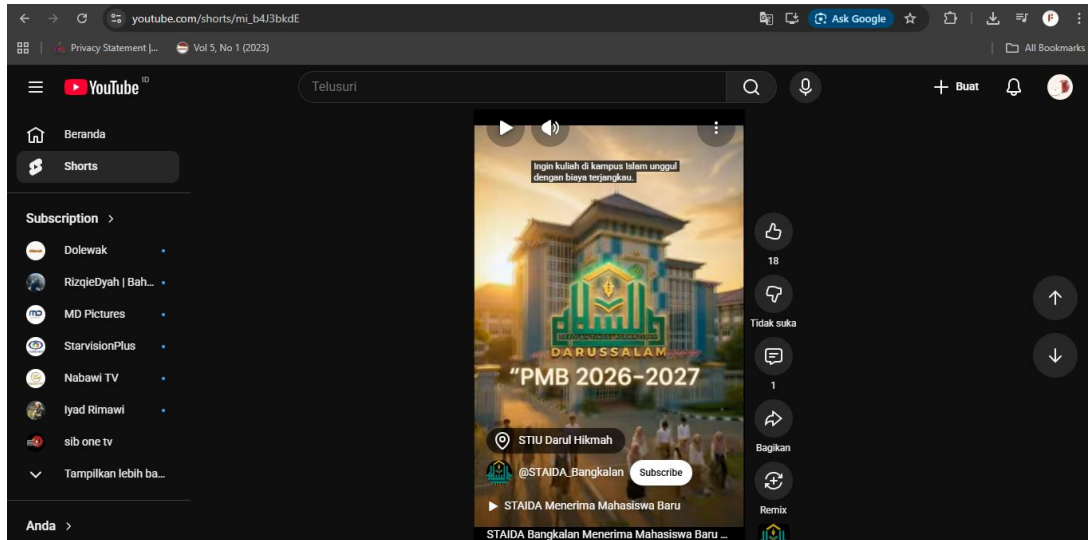 youtube.com/shorts/mi_b4J3bkdE
Ask Google
Privacy Statement |...
Vol 5, No 1 (2023)
All Bookmarks
YouTube ID
Telusuri
Buat
Beranda
Shorts
Subscription
Dolewak
RizqieDyah | Bah...
MD Pictures
StarvisionPlus
Nabawi TV
Iyad Rimawi
sib one tv
Tampilkan lebih ba...
Anda
Ingin kuliah di kampus Islam unggul
dengan biaya terjangkau.
DARUSSALAM
"PMB 2026-2027
STIU Darul Hikmah
@STAIDA_Bangkalan
Subscribe
STAIDA Menerima Mahasiswa Baru
STAIDA Bangkalan Menerima Mahasiswa Baru ...
18
Tidak suka
1
Bagikan
Remix